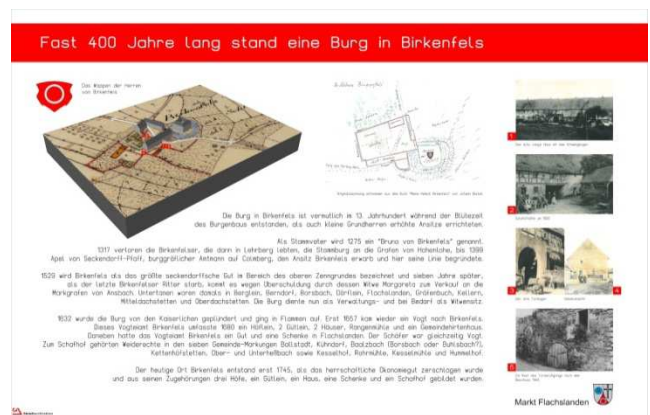 Fast 400 Jahre lang stand eine Burg in Birkenfels
Das Wappen der Herren
von Birkenfels
1
2
3
4
5
Die Burg in Birkenfels ist vermutlich im 13. Jahrhundert während der Blütezeit
des Burgenbaus entstanden, als auch kleine Grundherren erhöhte Ansitze errichteten.
Als Stammvater wird 1275 ein "Bruno von Birkenfels" genannt.
1317 verloren die Birkenfelser, die dann in Lehrberg lebten, die Stammburg an die Grafen von Hohenlohe, bis 1399
Apel von Seckendorff-Pfaff, burggräflicher Amtmann auf Colmberg, den Ansitz Birkenfels erwarb und hier seine Linie begründete.
1529 wird Birkenfels als das größte seckendorffsche Gut im Bereich des oberen Zenngrundes bezeichnet und sieben Jahre später,
als der letzte Birkenfelser Ritter starb, kommt es wegen Überschuldung durch dessen Witwe Margareta zum Verkauf an die
Markgrafen von Ansbach. Untertanen waren damals in Berglein, Berndorf, Borsbach, Dörflein, Flachslanden, Gräfenbuch, Kellern,
Mitteldachstetten und Oberdachstetten. Die Burg diente nun als Verwaltungs- und bei Bedarf als Witwensitz.
1632 wurde die Burg von den Kaiserlichen geplündert und ging in Flammen auf. Erst 1657 kam wieder ein Vogt nach Birkenfels.
Dieses Vogteiamt Birkenfels umfasste 1680 ein Höflein, 2 Gütlein, 2 Häuser, Rangenmühle und ein Gemeindehirtenhaus.
Daneben hatte das Vogteiamt Birkenfels ein Gut und eine Schenke in Flachslanden. Der Schäfer war gleichzeitig Vogt.
Zum Schafhof gehörten Weiderechte in den sieben Gemeinde-Markungen Ballstadt, Kühndorf, Boalzbach (Borsbach oder Buhlsbach?),
Kettenhöfstetten, Ober- und Unterfeßbach sowie Kesselhof, Rohrmühle, Kesselmühle und Hummelhof.
Der heutige Ort Birkenfels entstand erst 1745, als das herrschaftliche Ökonomiegut zerschlagen wurde
und aus seinen Zugehörungen drei Höfe, ein Gütlein, ein Haus, eine Schenke und ein Schafhof gebildet wurden.
Markt Flachslanden